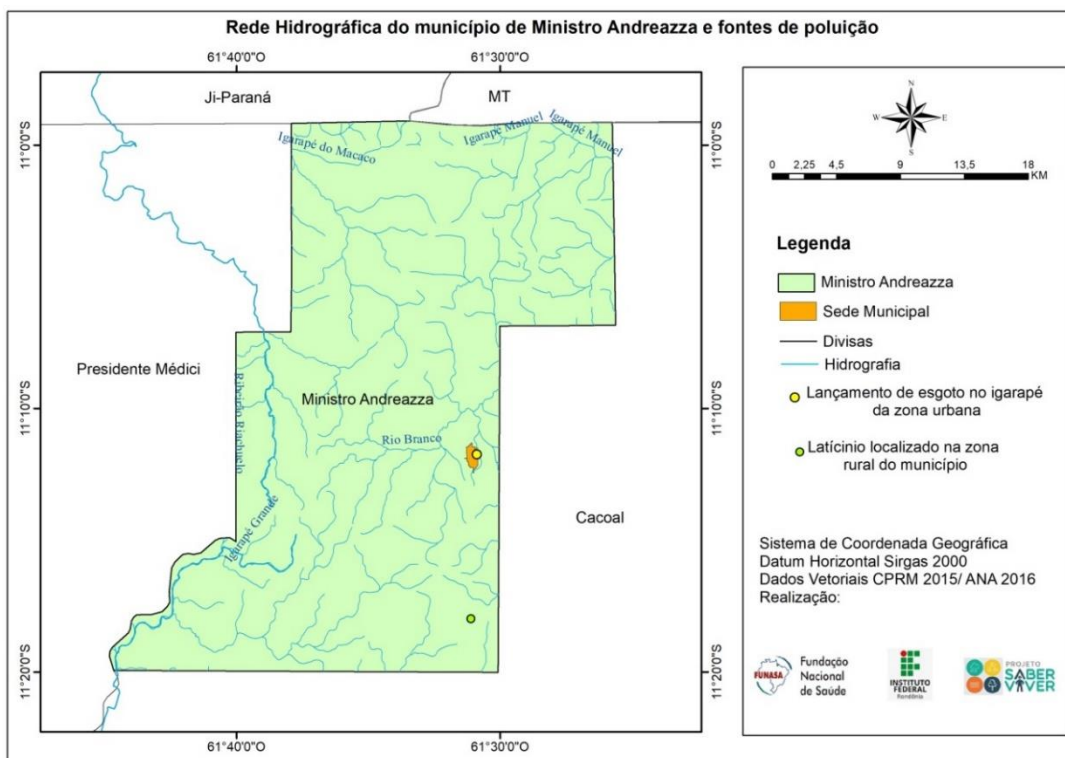 Rede Hidrográfica do município de Ministro Andreazza e fontes de poluição
61°40'0"O
61°30'0"O
Ji-Paraná
MT
11°0'0"S
11°0'0"S
Igarapé do Macaco
Igarapé Manuel
Igarapé Manuel
Presidente Médici
Ministro Andreazza
Ribeirão Riachuelo
11°10'0"S
11°10'0"S
Rio Branco
Igarapé Grande
Cacoal
11°20'0"S
11°20'0"S
61°40'0"O
61°30'0"O
N
W
E
S
0 2,25 4,5 9 13,5 18
KM
Legenda
Ministro Andreazza
Sede Municipal
Divisas
Hidrografia
Lançamento de esgoto no igarapé
da zona urbana
Latícinio localizado na zona
rural do município
Sistema de Coordenada Geográfica
Datum Horizontal Sirgas 2000
Dados Vetoriais CPRM 2015/ ANA 2016
Realização:
FUNASA
Fundação
Nacional
de Saúde
INSTITUTO
FEDERAL
Rondônia
PROJETO
SABER
VIVER